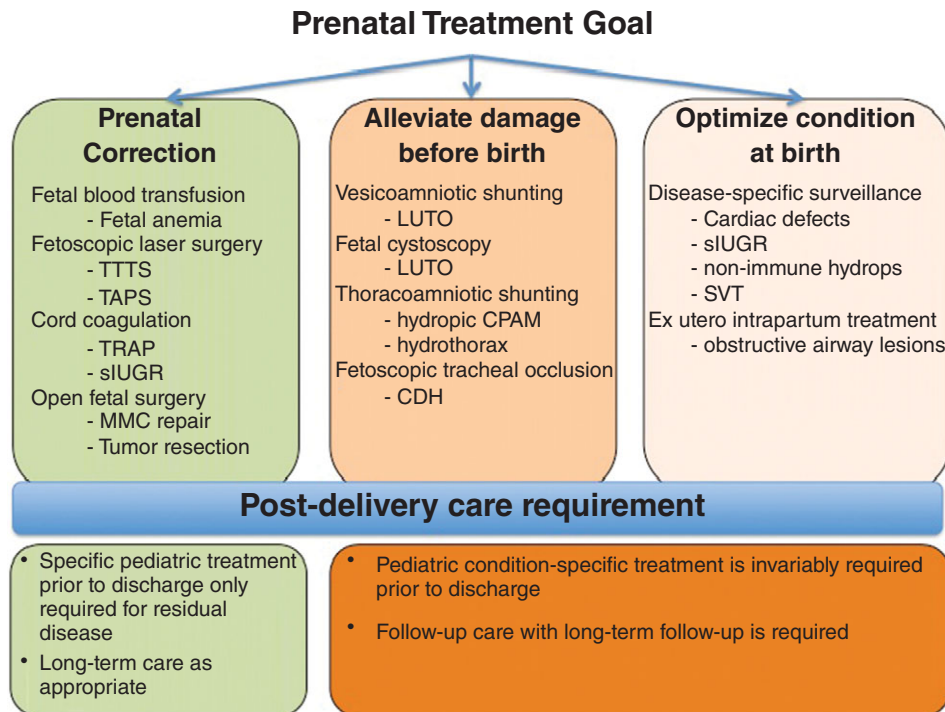 Prenatal Treatment Goal
Prenatal
Correction
Fetal blood transfusion
- Fetal anemia
Fetoscopic laser surgery
- TTTS
- TAPS
Cord coagulation
- TRAP
- sIUGR
Open fetal surgery
- MMC repair
- Tumor resection
Alleviate damage
before birth
Vesicoamniotic shunting
- LUTO
Fetal cystoscopy
- LUTO
Thoracoamniotic shunting
- hydropic CPAM
- hydrothorax
Fetoscopic tracheal occlusion
- CDH
Optimize condition
at birth
Disease-specific surveillance
- Cardiac defects
- sIUGR
- non-immune hydrops
- SVT
Ex utero intrapartum treatment
- obstructive airway lesions
Post-delivery care requirement
• Specific pediatric treatment
prior to discharge only
required for residual
disease
• Long-term care as
appropriate
• Pediatric condition-specific treatment is invariably required
prior to discharge
• Follow-up care with long-term follow-up is required